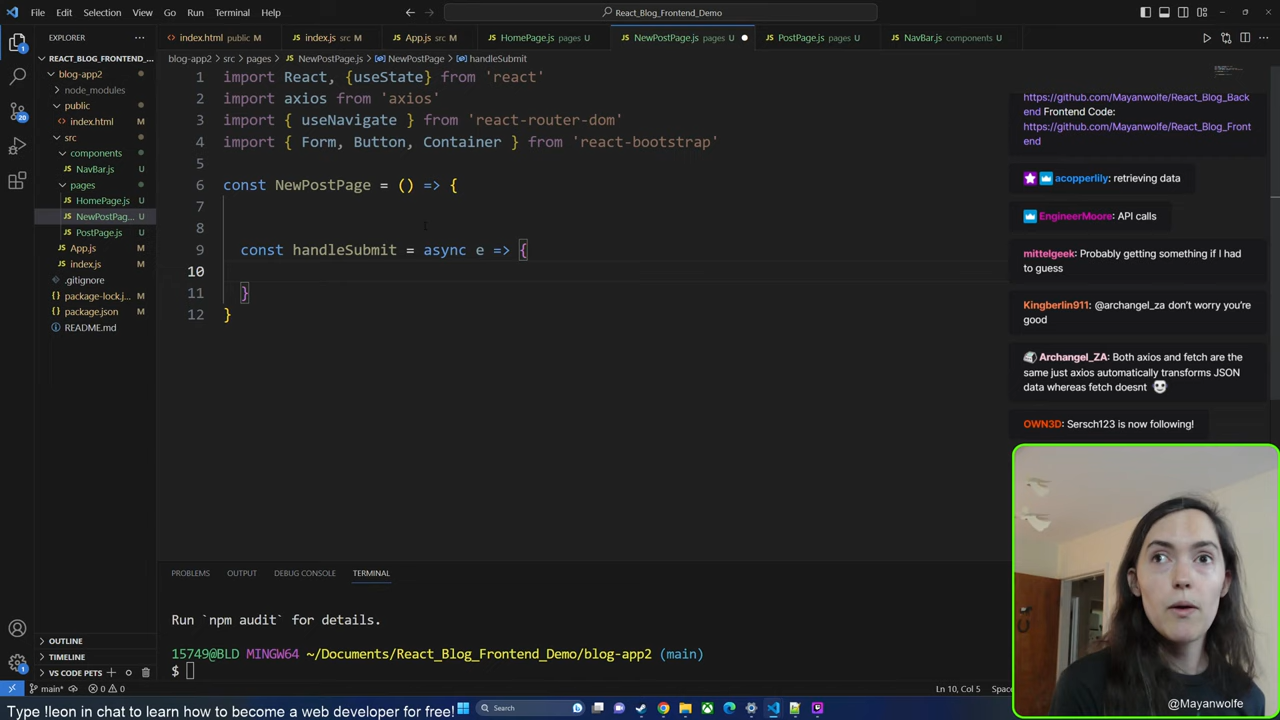 File Edit Selection View Go Run Terminal Help
React_Blog_Frontend_Demo
EXPLORER
REACT_BLOG_FRONTEND_...
blog-app2
node_modules
public
index.html U
src
components
NavBar.js U
pages
HomePage.js U
NewPostPag... U
PostPage.js U
App.js M
index.js M
.gitignore
package-lock.j... M
package.json M
README.md
OUTLINE
TIMELINE
VS CODE PETS
index.html public M
index.js src M
App.js src M
HomePage.js pages U
NewPostPage.js pages U
PostPage.js pages U
NavBar.js components U
blog-app2 > src > pages > NewPostPage.js > NewPostPage > handleSubmit
1 import React, {useState} from 'react'
2 import axios from 'axios'
3 import { useNavigate } from 'react-router-dom'
4 import { Form, Button, Container } from 'react-bootstrap'
5
6 const NewPostPage = () => {
7
8
9 const handleSubmit = async e => {
10
11 }
12 }
PROBLEMS OUTPUT DEBUG CONSOLE TERMINAL
Run `npm audit` for details.
15749@BLD MINGW64 ~/Documents/React_Blog_Frontend_Demo/blog-app2 (main)
$
https://github.com/Mayanwolfe/React_Blog_Back
end Frontend Code:
https://github.com/Mayanwolfe/React_Blog_Front
end
acopperlily: retrieving data
EngineerMoore: API calls
mittelgeek: Probably getting something if I had
to guess
Kingberlin911: @archangel_za don't worry you're
good
Archangel_ZA: Both axios and fetch are the
same just axios automatically transforms JSON
data whereas fetch doesnt
OWN3D: Sersch123 is now following!
@Mayanwolfe
main* 0 0
Ln 10, Col 5
Type !leon in chat to learn how to become a web developer for free!
Search
20
1